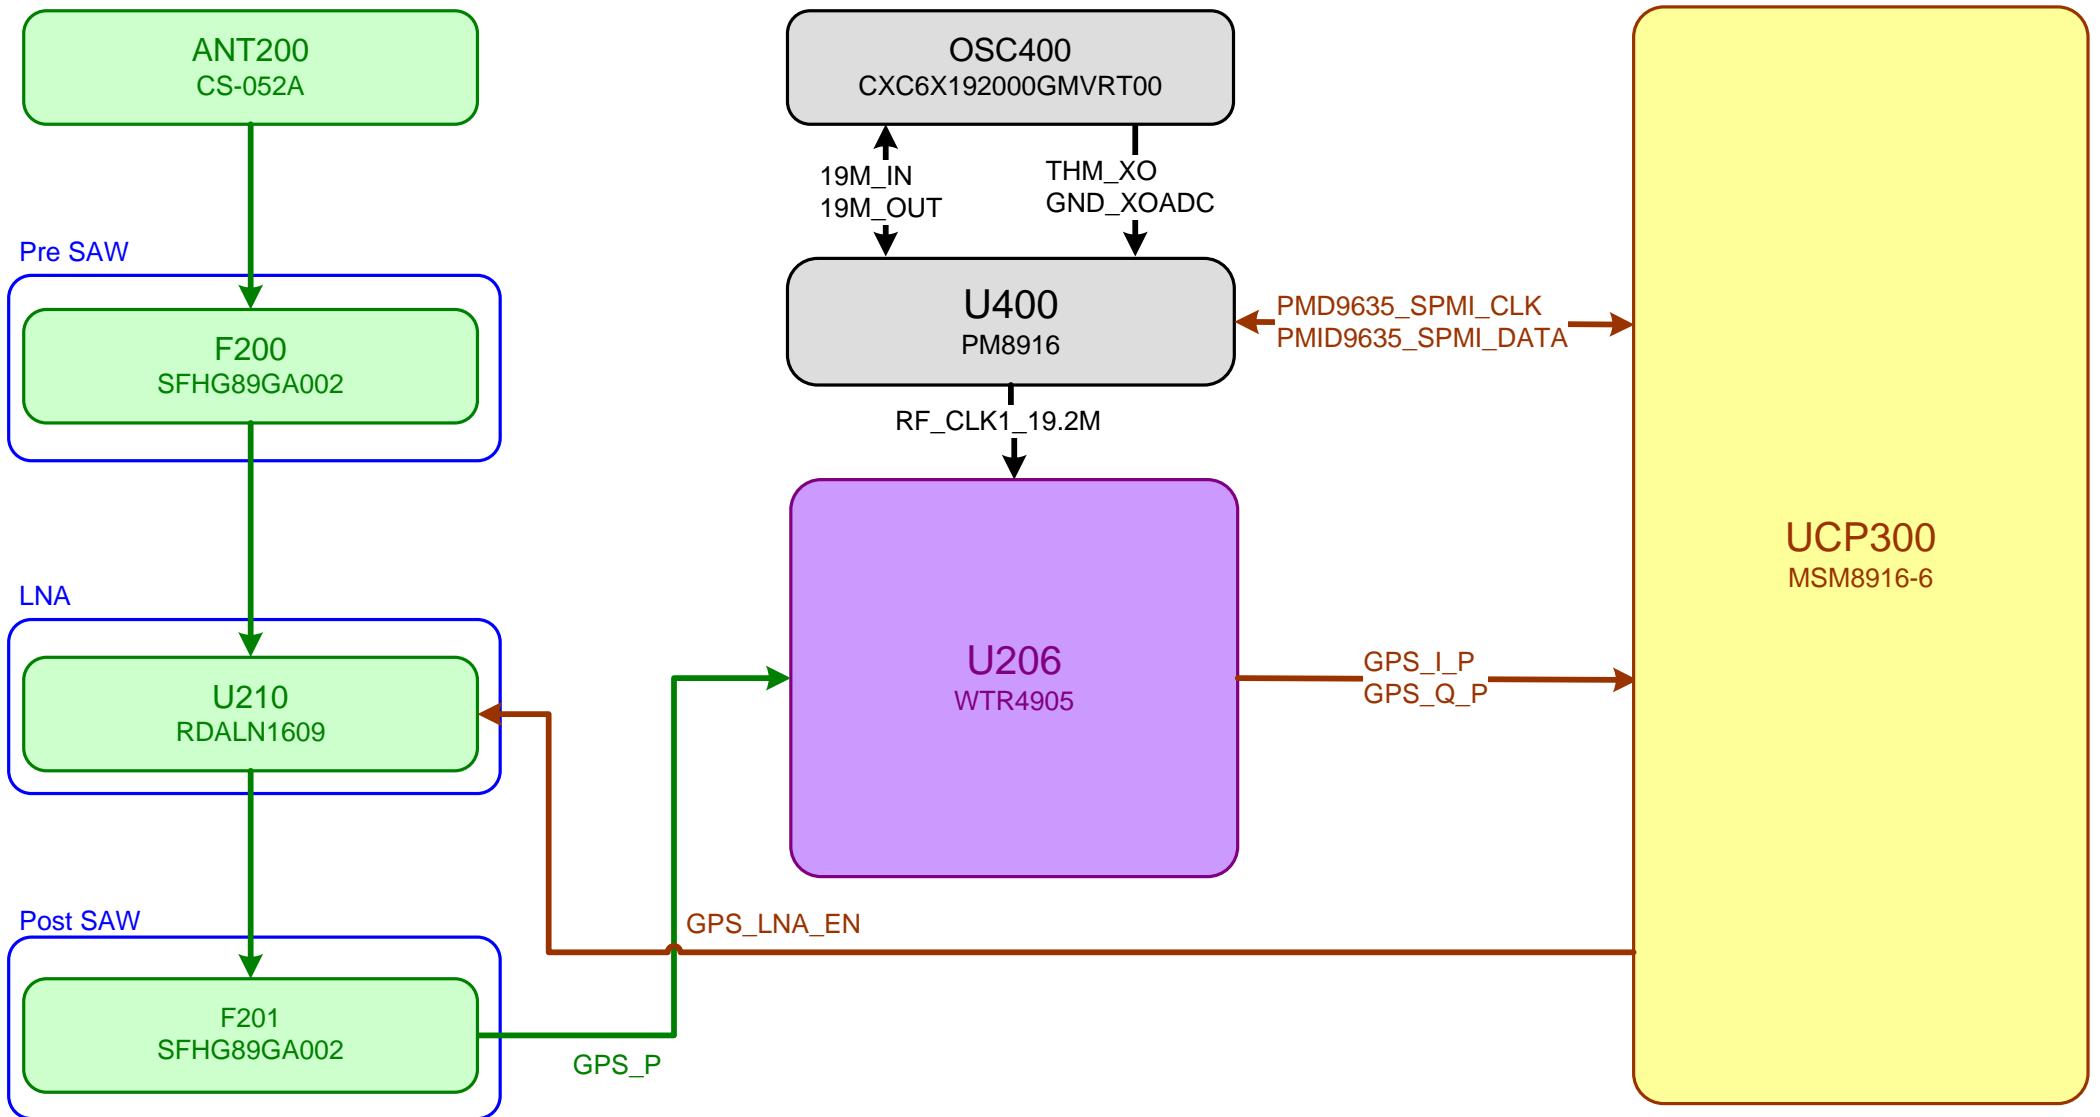 ANT200
CS-052A
OSC400
CXC6X192000GMVRT00
19M_IN
19M_OUT
THM_XO
GND_XOADC
Pre SAW
F200
SFHG89GA002
U400
PM8916
PMD9635_SPMI_CLK
PMID9635_SPMI_DATA
RF_CLK1_19.2M
UCP300
MSM8916-6
LNA
U210
RDALN1609
U206
WTR4905
GPS_I_P
GPS_Q_P
Post SAW
GPS_LNA_EN
F201
SFHG89GA002
GPS_P